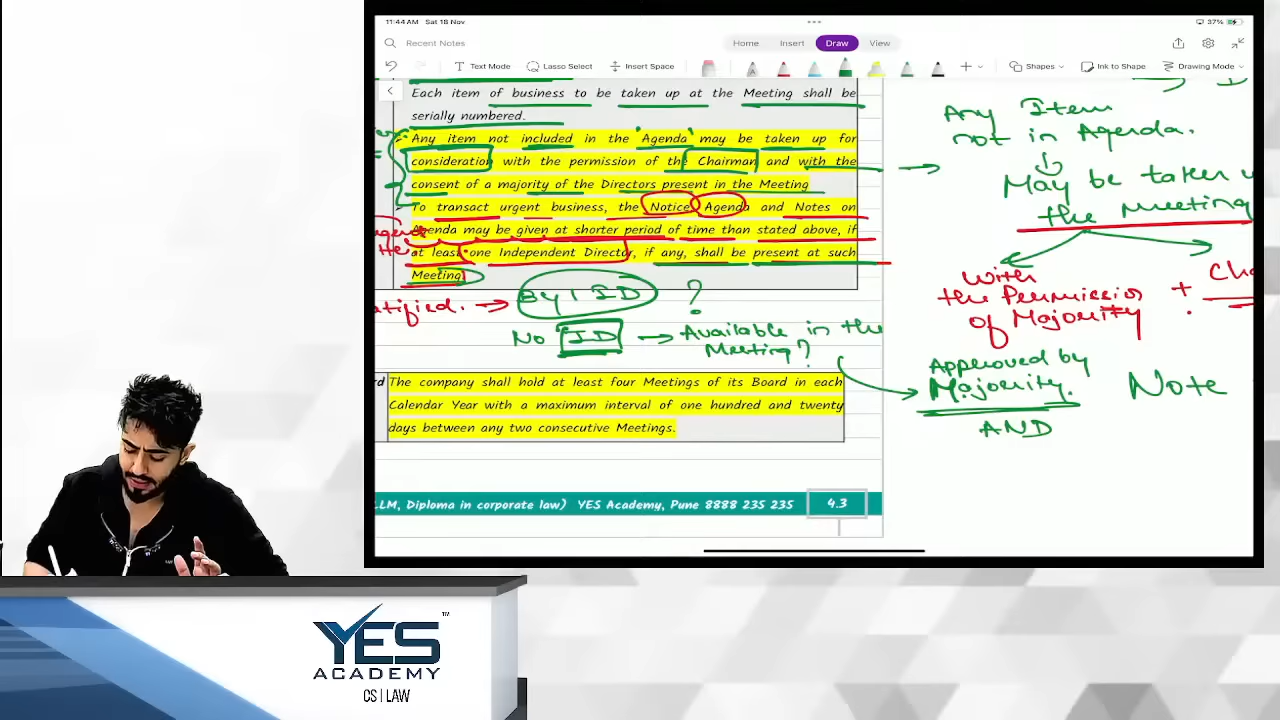 11:44 AM Sat 18 Nov
37%
Recent Notes
Home Insert Draw View
Text Mode Lasso Select Insert Space Shapes Ink to Shape Drawing Mode
Each item of business to be taken up at the Meeting shall be
serially numbered.
Any item not included in the Agenda may be taken up for
consideration with the permission of the Chairman and with the
consent of a majority of the Directors present in the Meeting
To transact urgent business, the Notice Agenda and Notes on
Agenda may be given at shorter period of time than stated above, if
at least one Independent Director, if any, shall be present at such
Meeting
atified. → By 1 ID ?
No ID → Available in the
Meeting?
The company shall hold at least four Meetings of its Board in each
Calendar Year with a maximum interval of one hundred and twenty
days between any two consecutive Meetings.
LLM, Diploma in corporate law) YES Academy, Pune 8888 235 235 4.3
Any Item
not in Agenda.
May be taken
the meeting
With
the Permission
of Majority
+ Cha
Approved by
Majority.
AND
Note
YES™
ACADEMY
CS | LAW